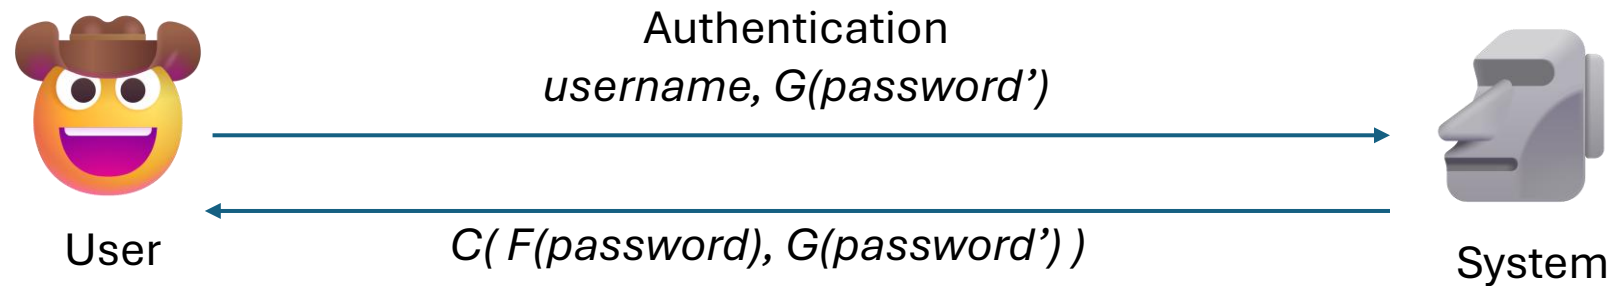 Authentication
username, G(password’)
User
C( F(password), G(password’) )
System